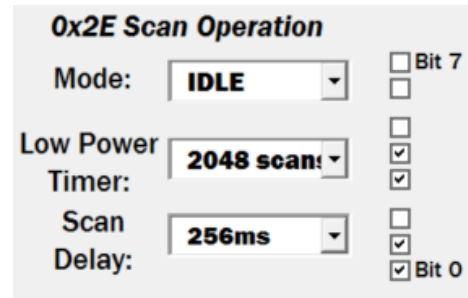 0x2E Scan Operation
Mode: IDLE Bit 7
Low Power Timer: 2048 scans
Scan Delay: 256ms
Bit 0